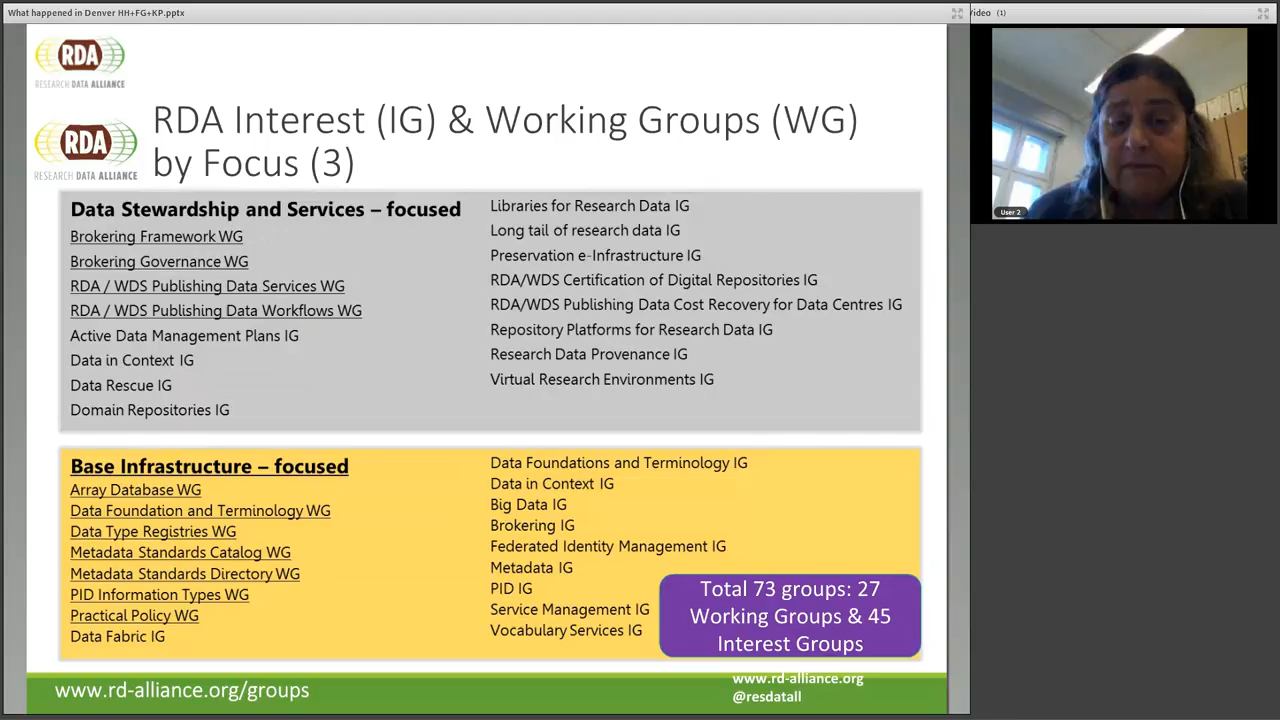 What happened in Denver HH+FG+KP.pptx
Video (1)
RDA
RESEARCH DATA ALLIANCE
RDA
RESEARCH DATA ALLIANCE
RDA Interest (IG) & Working Groups (WG)
by Focus (3)
Data Stewardship and Services – focused
Brokering Framework WG
Brokering Governance WG
RDA / WDS Publishing Data Services WG
RDA / WDS Publishing Data Workflows WG
Active Data Management Plans IG
Data in Context IG
Data Rescue IG
Domain Repositories IG
Libraries for Research Data IG
Long tail of research data IG
Preservation e-Infrastructure IG
RDA/WDS Certification of Digital Repositories IG
RDA/WDS Publishing Data Cost Recovery for Data Centres IG
Repository Platforms for Research Data IG
Research Data Provenance IG
Virtual Research Environments IG
Base Infrastructure – focused
Array Database WG
Data Foundation and Terminology WG
Data Type Registries WG
Metadata Standards Catalog WG
Metadata Standards Directory WG
PID Information Types WG
Practical Policy WG
Data Fabric IG
Data Foundations and Terminology IG
Data in Context IG
Big Data IG
Brokering IG
Federated Identity Management IG
Metadata IG
PID IG
Service Management IG
Vocabulary Services IG
Total 73 groups: 27
Working Groups & 45
Interest Groups
www.rd-alliance.org/groups
www.rd-alliance.org
@resdatall
User 2